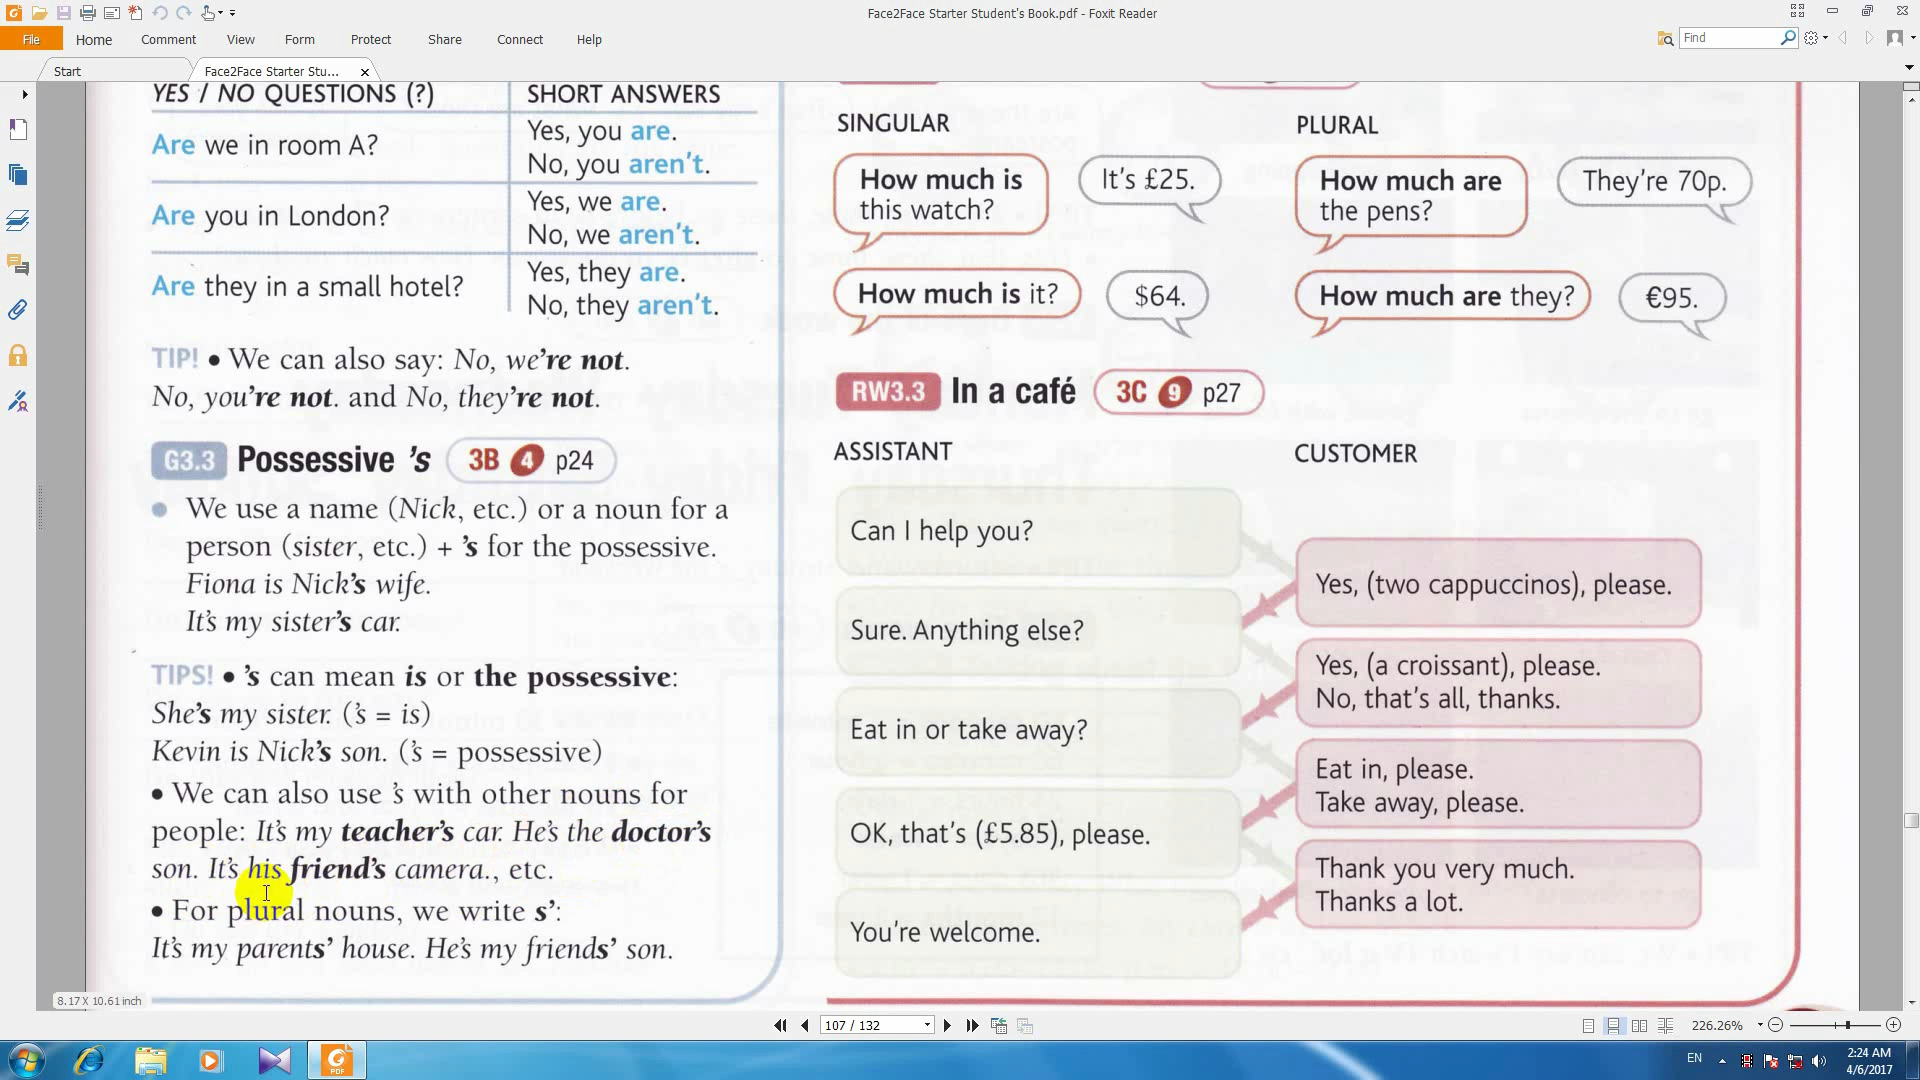 Face2Face Starter Student's Book.pdf - Foxit Reader
File Home Comment View Form Protect Share Connect Help
Find
Start
Face2Face Starter Stu...
YES / NO QUESTIONS (?)
SHORT ANSWERS
Are we in room A?
Yes, you are.
No, you aren't.
Are you in London?
Yes, we are.
No, we aren't.
Are they in a small hotel?
Yes, they are.
No, they aren't.
TIP! • We can also say: No, we're not.
No, you're not. and No, they're not.
G3.3 Possessive 's 3B 4 p24
We use a name (Nick, etc.) or a noun for a
person (sister, etc.) + 's for the possessive.
Fiona is Nick's wife.
It's my sister's car.
TIPS! • 's can mean is or the possessive:
She's my sister. ('s = is)
Kevin is Nick's son. ('s = possessive)
• We can also use 's with other nouns for
people: It's my teacher's car. He's the doctor's
son. It's his friend's camera., etc.
• For plural nouns, we write s':
It's my parents' house. He's my friends' son.
SINGULAR
How much is
this watch?
It's £25.
How much is it?
$64.
PLURAL
How much are
the pens?
They're 70p.
How much are they?
€95.
RW3.3 In a café 3C 9 p27
ASSISTANT
CUSTOMER
Can I help you?
Yes, (two cappuccinos), please.
Sure. Anything else?
Yes, (a croissant), please.
No, that's all, thanks.
Eat in or take away?
Eat in, please.
Take away, please.
OK, that's (£5.85), please.
Thank you very much.
Thanks a lot.
You're welcome.
8.17 X 10.61 inch
107 / 132
226.26%
PDF
EN
2:24 AM
4/6/2017